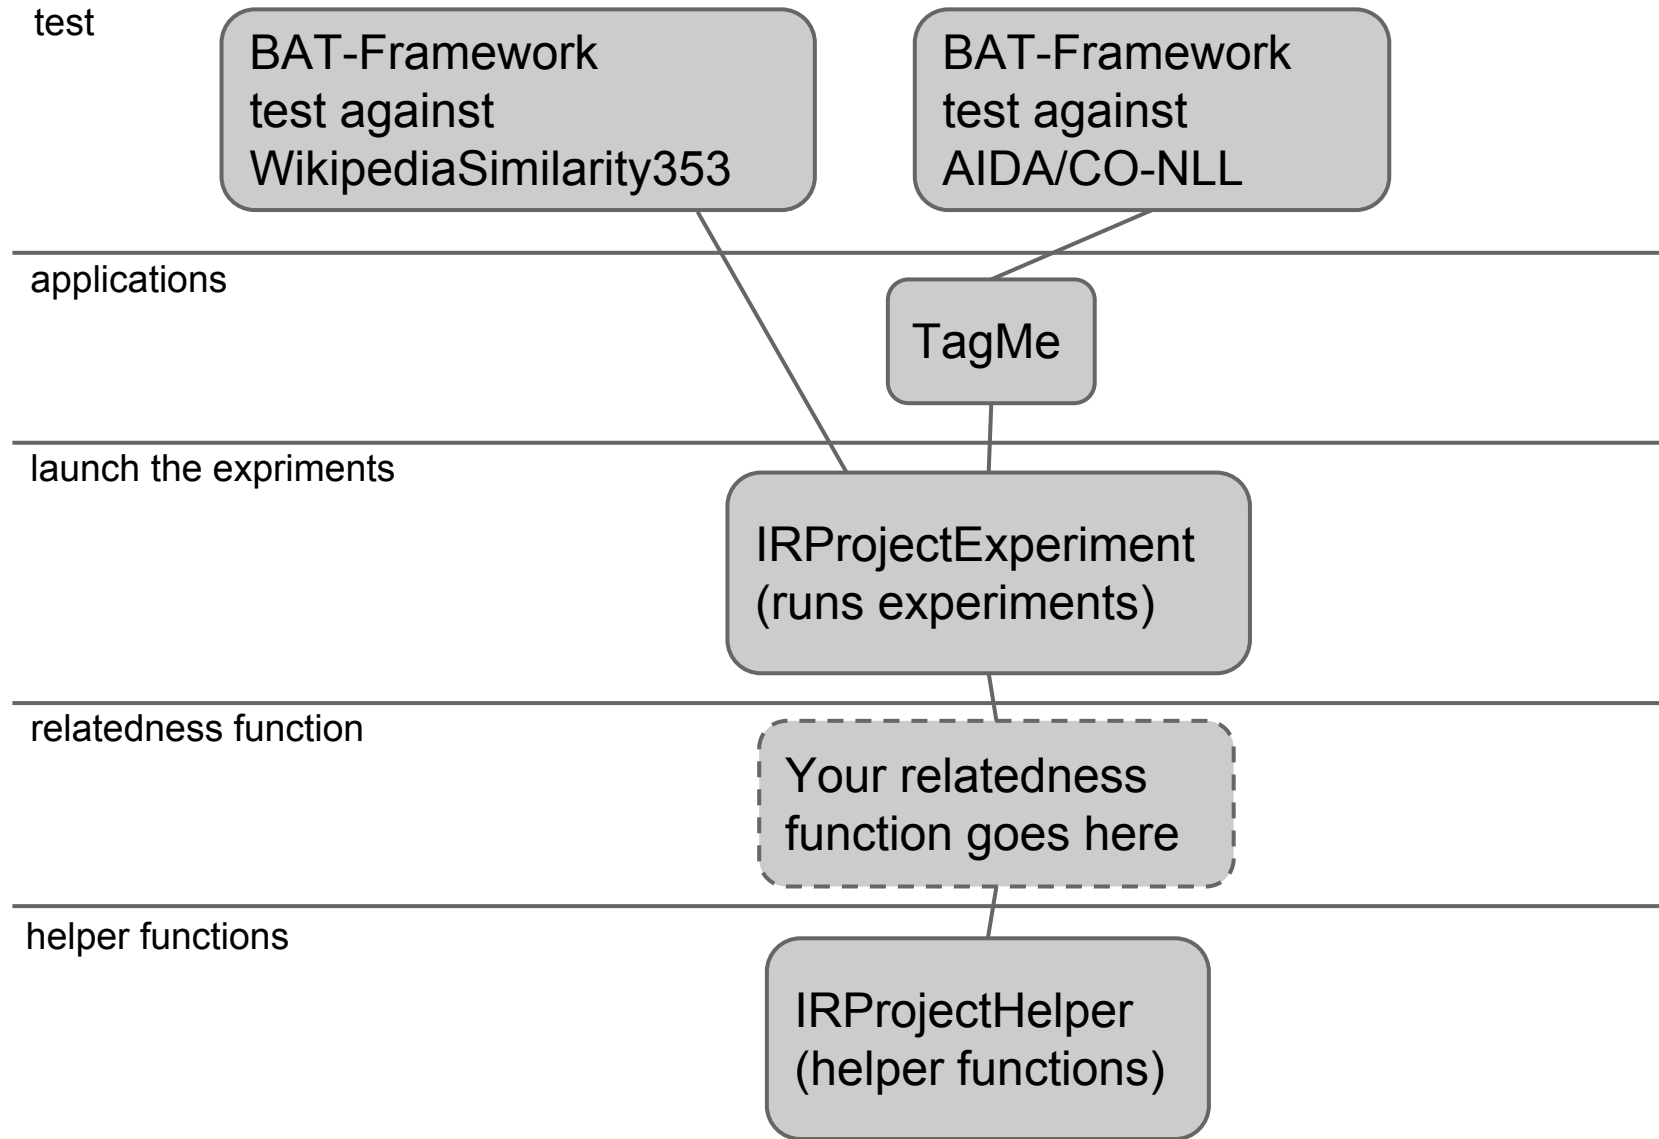 test
BAT-Framework
test against
WikipediaSimilarity353
BAT-Framework
test against
AIDA/CO-NLL
applications
TagMe
launch the expriments
IRProjectExperiment
(runs experiments)
relatedness function
Your relatedness
function goes here
helper functions
IRProjectHelper
(helper functions)